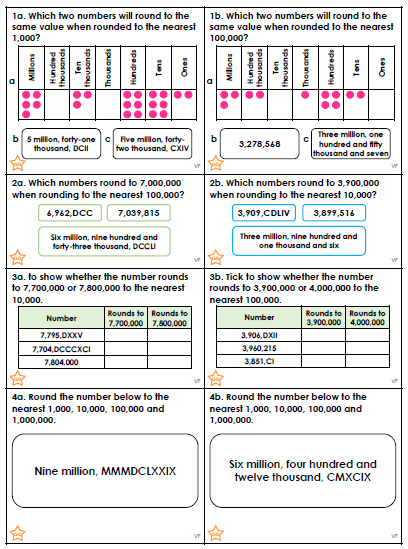 1a. Which two numbers will round to the
same value when rounded to the nearest
1,000?
Millions
Hundred
thousands
Ten
thousands
Thousands
Hundreds
Tens
Ones
a
b
5 million, forty-one
thousand, DCII
c
Five million, forty-
two thousand, CXIV
VF
1b. Which two numbers will round to the
same value when rounded to the nearest
100,000?
Millions
Hundred
thousands
Ten
thousands
Thousands
Hundreds
Tens
Ones
a
b
3,278,568
c
Three million, one
hundred and fifty
thousand and seven
VF
2a. Which numbers round to 7,000,000
when rounding to the nearest 100,000?
6,962,DCC
7,039,815
Six million, nine hundred and
forty-three thousand, DCCLI
VF
2b. Which numbers round to 3,900,000
when rounding to the nearest 10,000?
3,909,CDLIV
3,899,516
Three million, nine hundred and
one thousand and six
VF
3a. to show whether the number rounds
to 7,700,000 or 7,800,000 to the nearest
10,000.
Number
Rounds to
7,700,000
Rounds to
7,800,000
7,795,DXXV
7,704,DCCCXCI
7,804,000
VF
3b. Tick to show whether the number
rounds to 3,900,000 or 4,000,000 to the
nearest 100,000.
Number
Rounds to
3,900,000
Rounds to
4,000,000
3,906,DXII
3,960,215
3,851,CI
VF
4a. Round the number below to the
nearest 1,000, 10,000, 100,000 and
1,000,000.
Nine million, MMMDCLXXIX
VF
4b. Round the number below to the
nearest 1,000, 10,000, 100,000 and
1,000,000.
Six million, four hundred and
twelve thousand, CMXCIX
VF